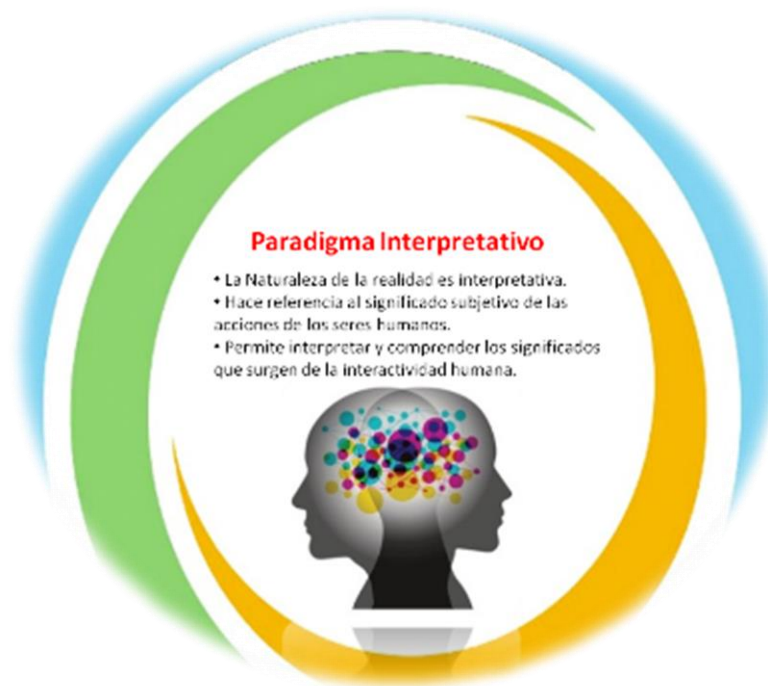 Paradigma Interpretativo
• La Naturaleza de la realidad es interpretativa.
• Hace referencia al significado subjetivo de las
acciones de los seres humanos.
• Permite interpretar y comprender los significados
que surgen de la interactividad humana.